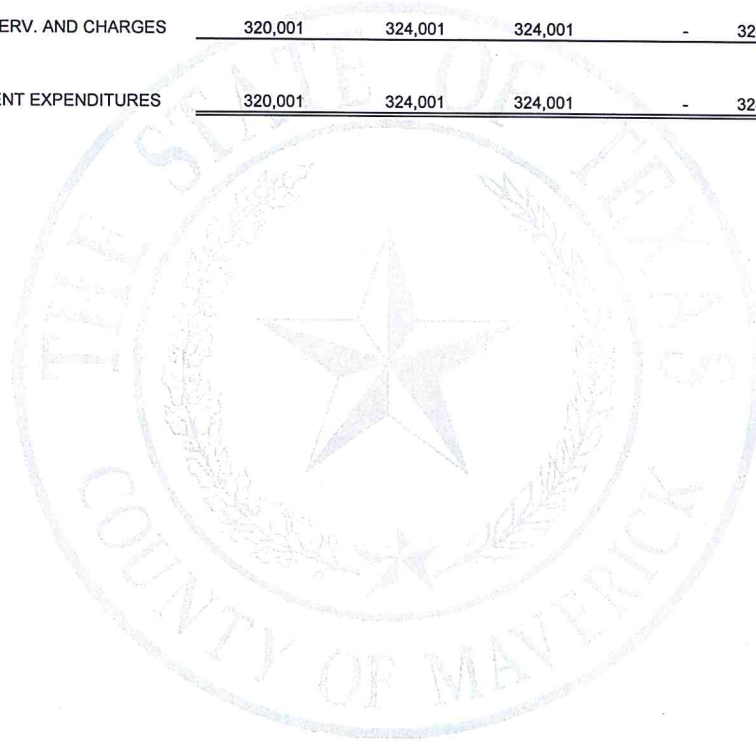 ERV. AND CHARGES 320,001 324,001 324,001 - 32
ENT EXPENDITURES 320,001 324,001 324,001 - 32
THE STATE OF TEXAS
COUNTY OF MAVERICK